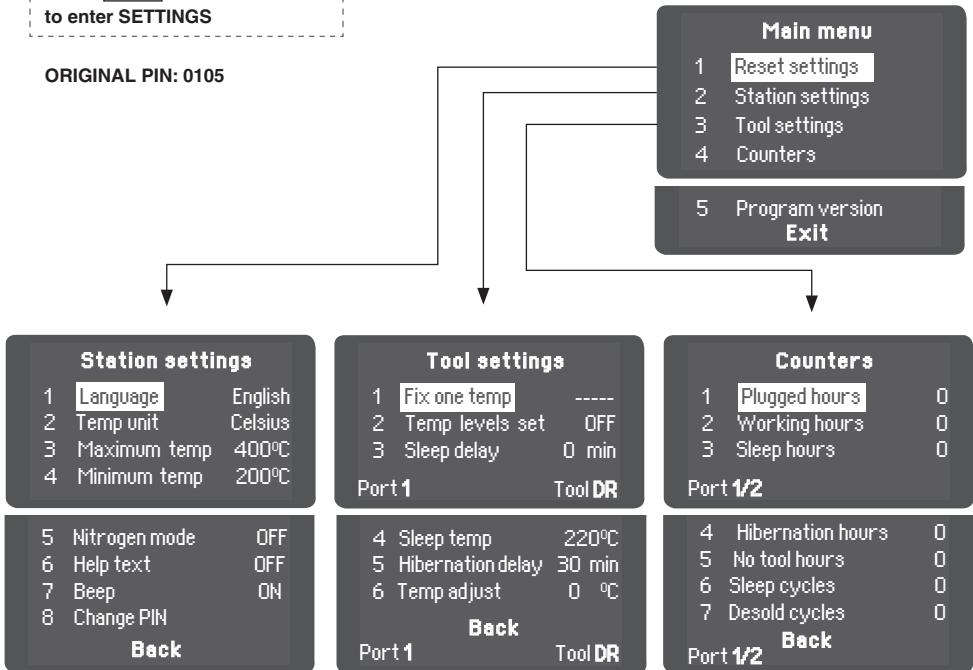 to enter SETTINGS
ORIGINAL PIN: 0105
Main menu
1 Reset settings
2 Station settings
3 Tool settings
4 Counters
5 Program version
Exit
Station settings
1 Language English
2 Temp unit Celsius
3 Maximum temp 400ºC
4 Minimum temp 200ºC
5 Nitrogen mode OFF
6 Help text OFF
7 Beep ON
8 Change PIN
Back
Tool settings
1 Fix one temp -----
2 Temp levels set OFF
3 Sleep delay 0 min
Port 1 Tool DR
4 Sleep temp 220ºC
5 Hibernation delay 30 min
6 Temp adjust 0 ºC
Back
Port 1 Tool DR
Counters
1 Plugged hours 0
2 Working hours 0
3 Sleep hours 0
Port 1/2
4 Hibernation hours 0
5 No tool hours 0
6 Sleep cycles 0
7 Desold cycles 0
Back
Port 1/2